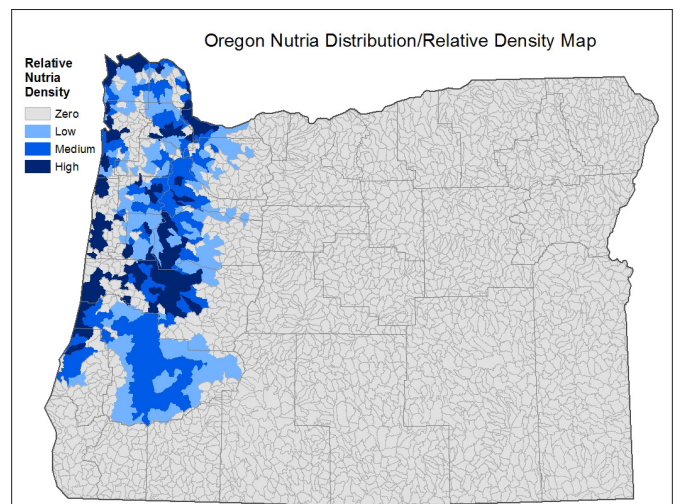 Oregon Nutria Distribution/Relative Density Map
Relative
Nutria
Density
Zero
Low
Medium
High